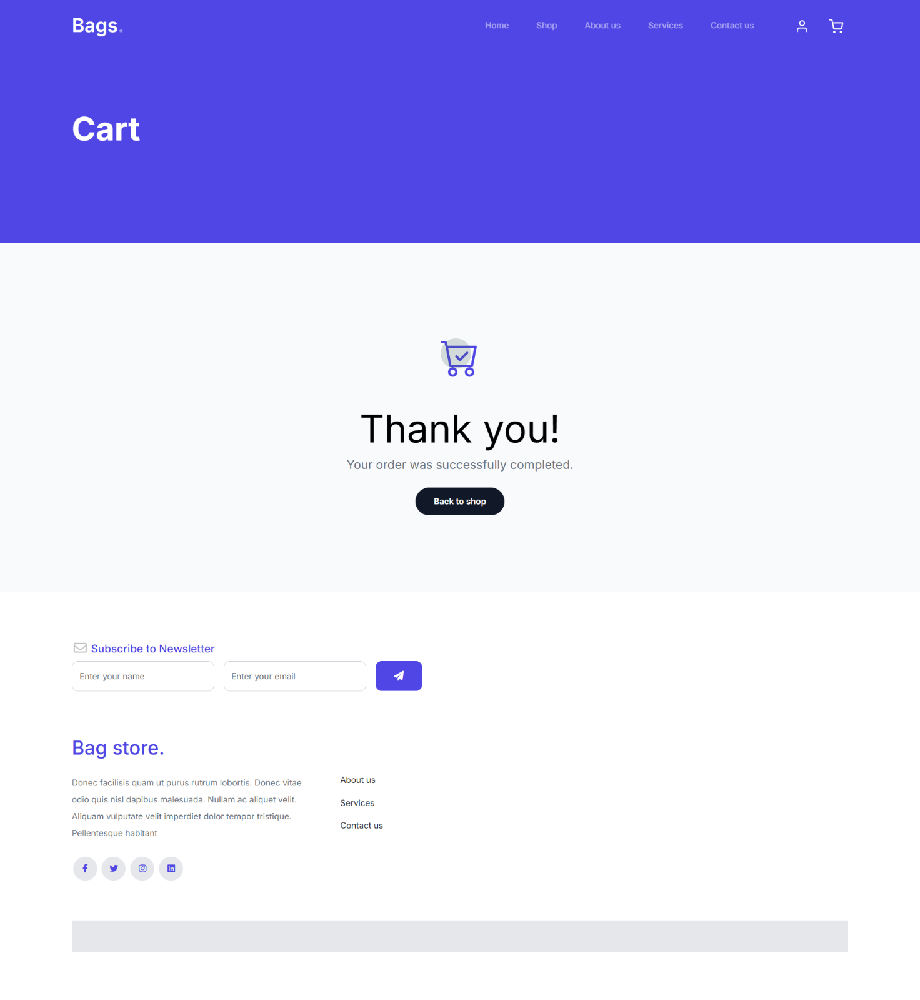 Bags.
Home Shop About us Services Contact us
Cart
Thank you!
Your order was successfully completed.
Back to shop
Subscribe to Newsletter
Enter your name
Enter your email
Bag store.
Donec facilisis quam ut purus rutrum lobortis. Donec vitae
odio quis nisl dapibus malesuada. Nullam ac aliquet velit.
Aliquam vulputate velit imperdiet dolor tempor tristique.
Pellentesque habitant
About us
Services
Contact us